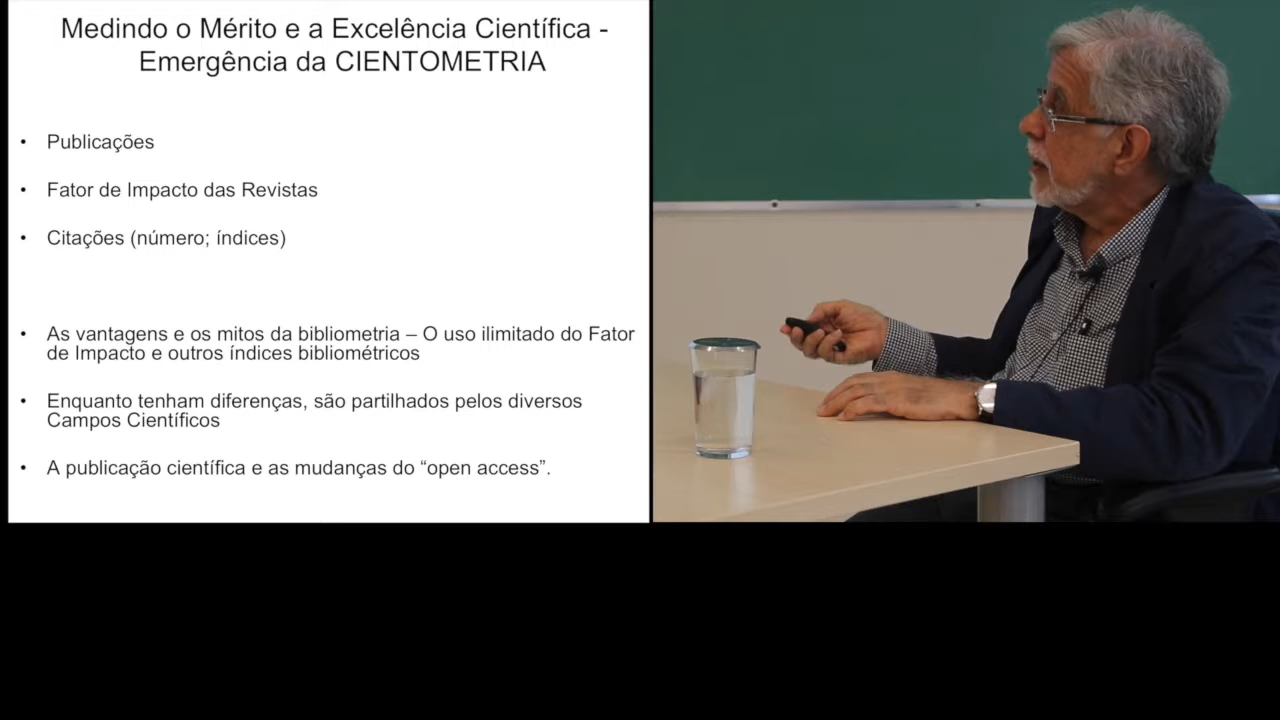 Medindo o Mérito e a Excelência Científica -
Emergência da CIENTOMETRIA
• Publicações
• Fator de Impacto das Revistas
• Citações (número; índices)
• As vantagens e os mitos da bibliometria – O uso ilimitado do Fator
de Impacto e outros índices bibliométricos
• Enquanto tenham diferenças, são partilhados pelos diversos
Campos Científicos
• A publicação científica e as mudanças do “open access”.